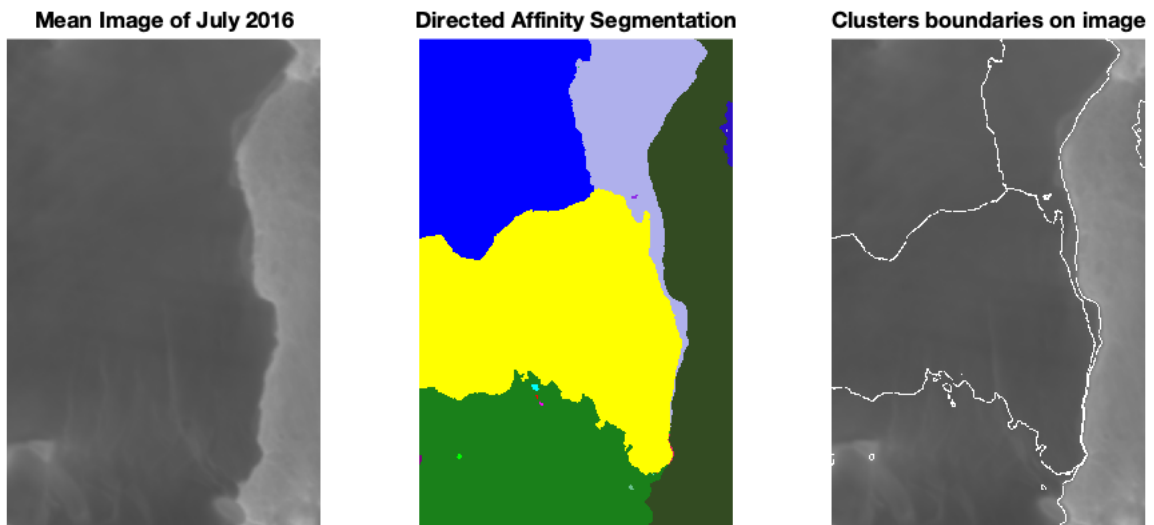 Mean Image of July 2016
Directed Affinity Segmentation
Clusters boundaries on image